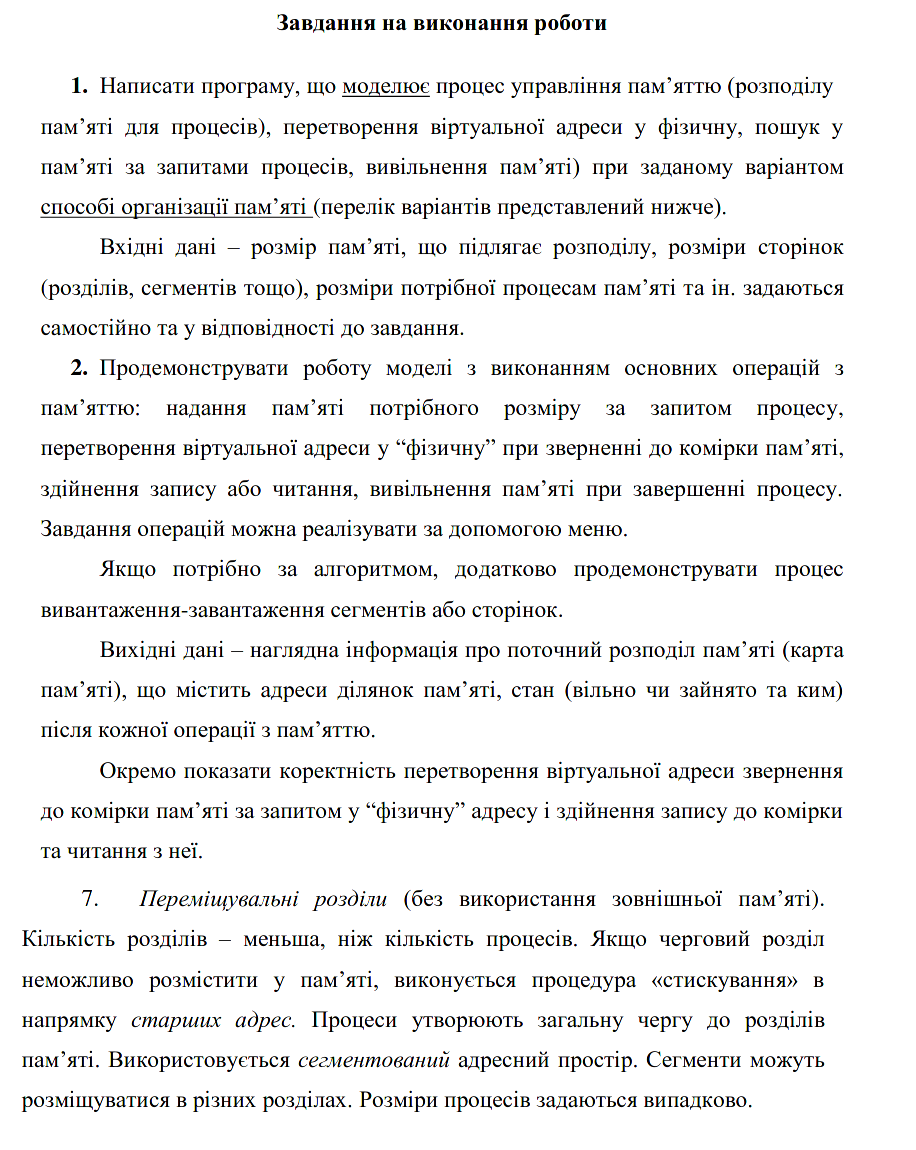 Завдання на виконання роботи
1. Написати програму, що моделює процес управління пам’яттю (розподілу
пам’яті для процесів), перетворення віртуальної адреси у фізичну, пошук у
пам’яті за запитами процесів, вивільнення пам’яті) при заданому варіантом
способі організації пам’яті (перелік варіантів представлений нижче).
Вхідні дані – розмір пам’яті, що підлягає розподілу, розміри сторінок
(розділів, сегментів тощо), розміри потрібної процесам пам’яті та ін. задаються
самостійно та у відповідності до завдання.
2. Продемонструвати роботу моделі з виконанням основних операцій з
пам’яттю: надання пам’яті потрібного розміру за запитом процесу,
перетворення віртуальної адреси у “фізичну” при зверненні до комірки пам’яті,
здійнення запису або читання, вивільнення пам’яті при завершенні процесу.
Завдання операцій можна реалізувати за допомогою меню.
Якщо потрібно за алгоритмом, додатково продемонструвати процес
вивантаження-завантаження сегментів або сторінок.
Вихідні дані – наглядна інформація про поточний розподіл пам’яті (карта
пам’яті), що містить адреси ділянок пам’яті, стан (вільно чи зайнято та ким)
після кожної операції з пам’яттю.
Окремо показати коректність перетворення віртуальної адреси звернення
до комірки пам’яті за запитом у “фізичну” адресу і здійнення запису до комірки
та читання з неї.
7. Переміщувальні розділи (без використання зовнішньої пам’яті).
Кількість розділів – меньша, ніж кількість процесів. Якщо черговий розділ
неможливо розмістити у пам’яті, виконується процедура «стискування» в
напрямку старших адрес. Процеси утворюють загальну чергу до розділів
пам’яті. Використовується сегментований адресний простір. Сегменти можуть
розміщуватися в різних розділах. Розміри процесів задаються випадково.